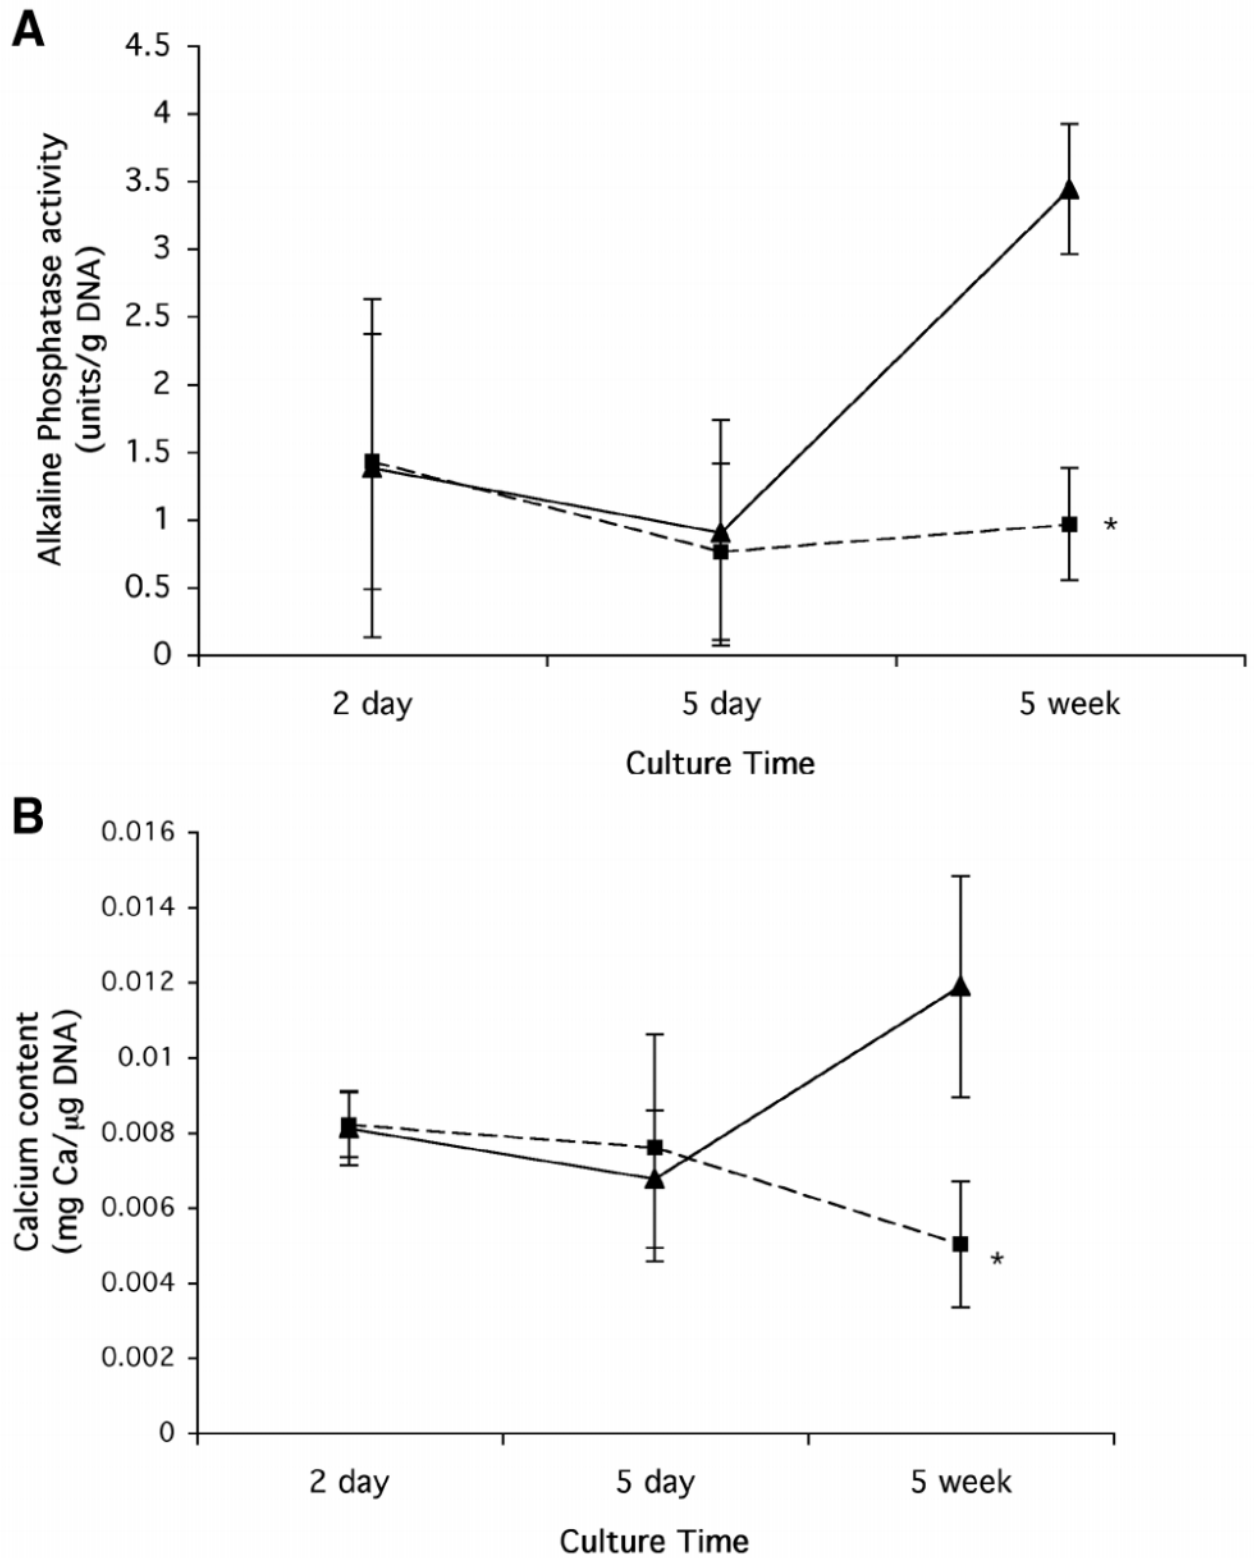 A
4.5
4
3.5
3
2.5
2
1.5
1
0.5
0
Alkaline Phosphatase activity
(units/g DNA)
*
2 day 5 day 5 week
Culture Time
B
0.016
0.014
0.012
0.01
0.008
0.006
0.004
0.002
0
Calcium content
(mg Ca/µg DNA)
*
2 day 5 day 5 week
Culture Time